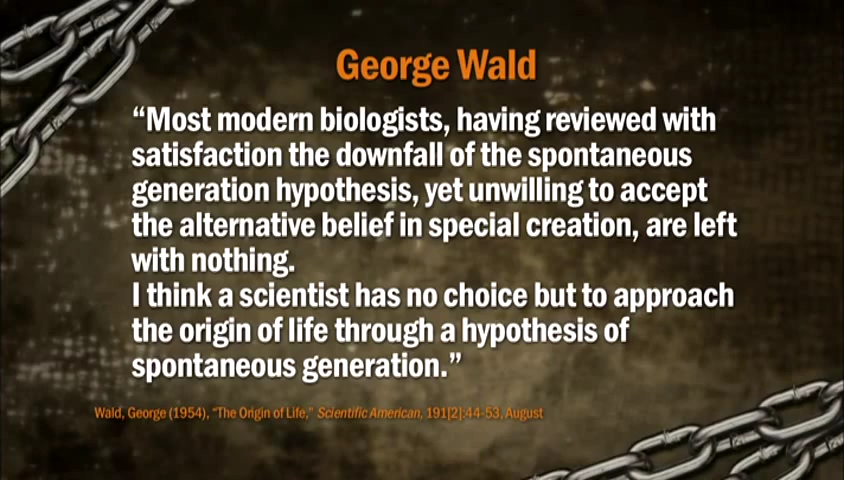 George Wald
“Most modern biologists, having reviewed with
satisfaction the downfall of the spontaneous
generation hypothesis, yet unwilling to accept
the alternative belief in special creation, are left
with nothing.
I think a scientist has no choice but to approach
the origin of life through a hypothesis of
spontaneous generation.”
Wald, George (1954), “The Origin of Life,” Scientific American, 191[2]:44-53, August